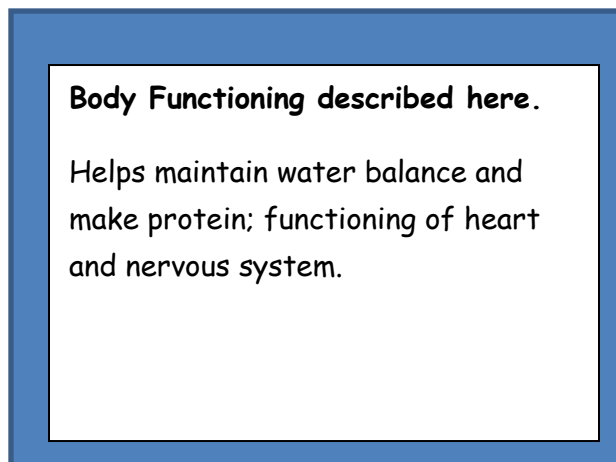 Body Functioning described here.
Helps maintain water balance and
make protein; functioning of heart
and nervous system.